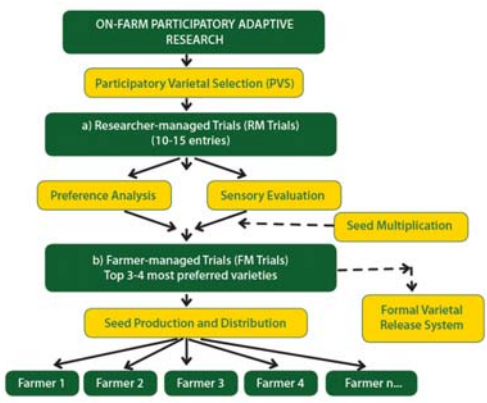 ON-FARM PARTICIPATORY ADAPTIVE
RESEARCH
Participatory Varietal Selection (PVS)
a) Researcher-managed Trials (RM Trials)
(10-15 entries)
Preference Analysis
Sensory Evaluation
Seed Multiplication
b) Farmer-managed Trials (FM Trials)
Top 3-4 most preferred varieties
Formal Varietal
Release System
Seed Production and Distribution
Farmer 1
Farmer 2
Farmer 3
Farmer 4
Farmer n...